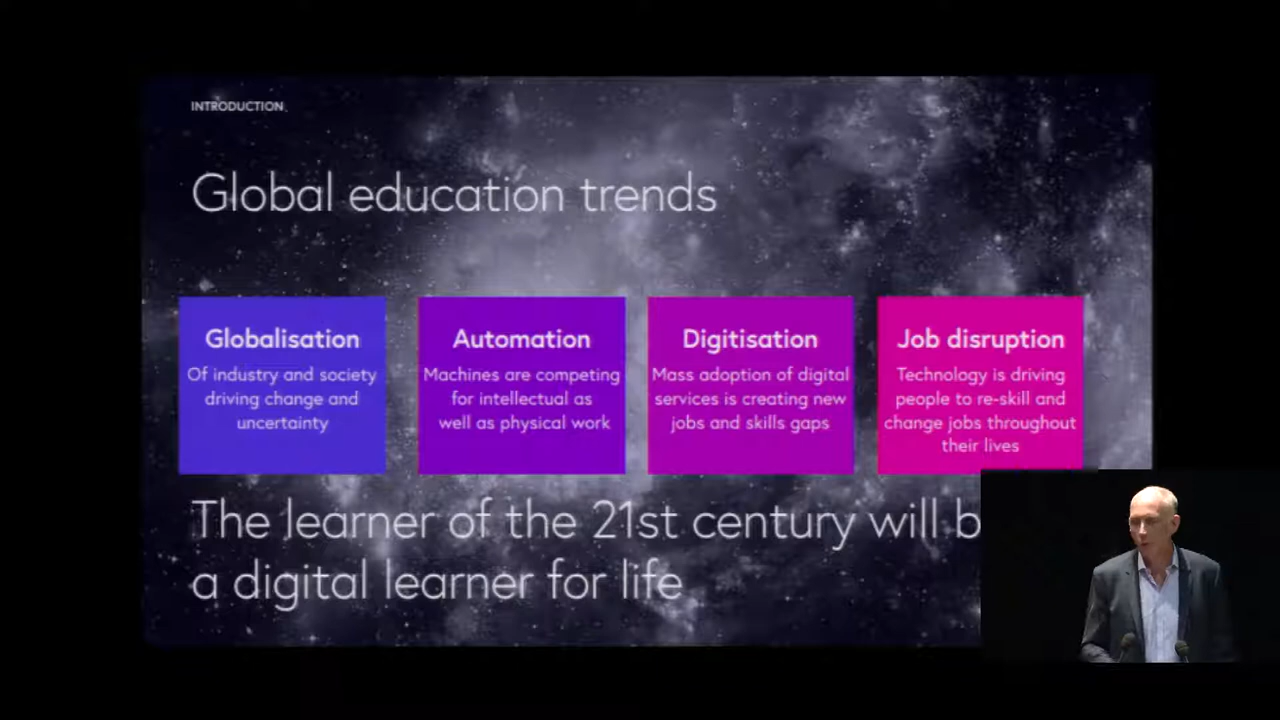 INTRODUCTION
Global education trends
Globalisation
Of industry and society
driving change and
uncertainty
Automation
Machines are competing
for intellectual as
well as physical work
Digitisation
Mass adoption of digital
services is creating new
jobs and skills gaps
Job disruption
Technology is driving
people to re-skill and
change jobs throughout
their lives
The learner of the 21st century will
a digital learner for life